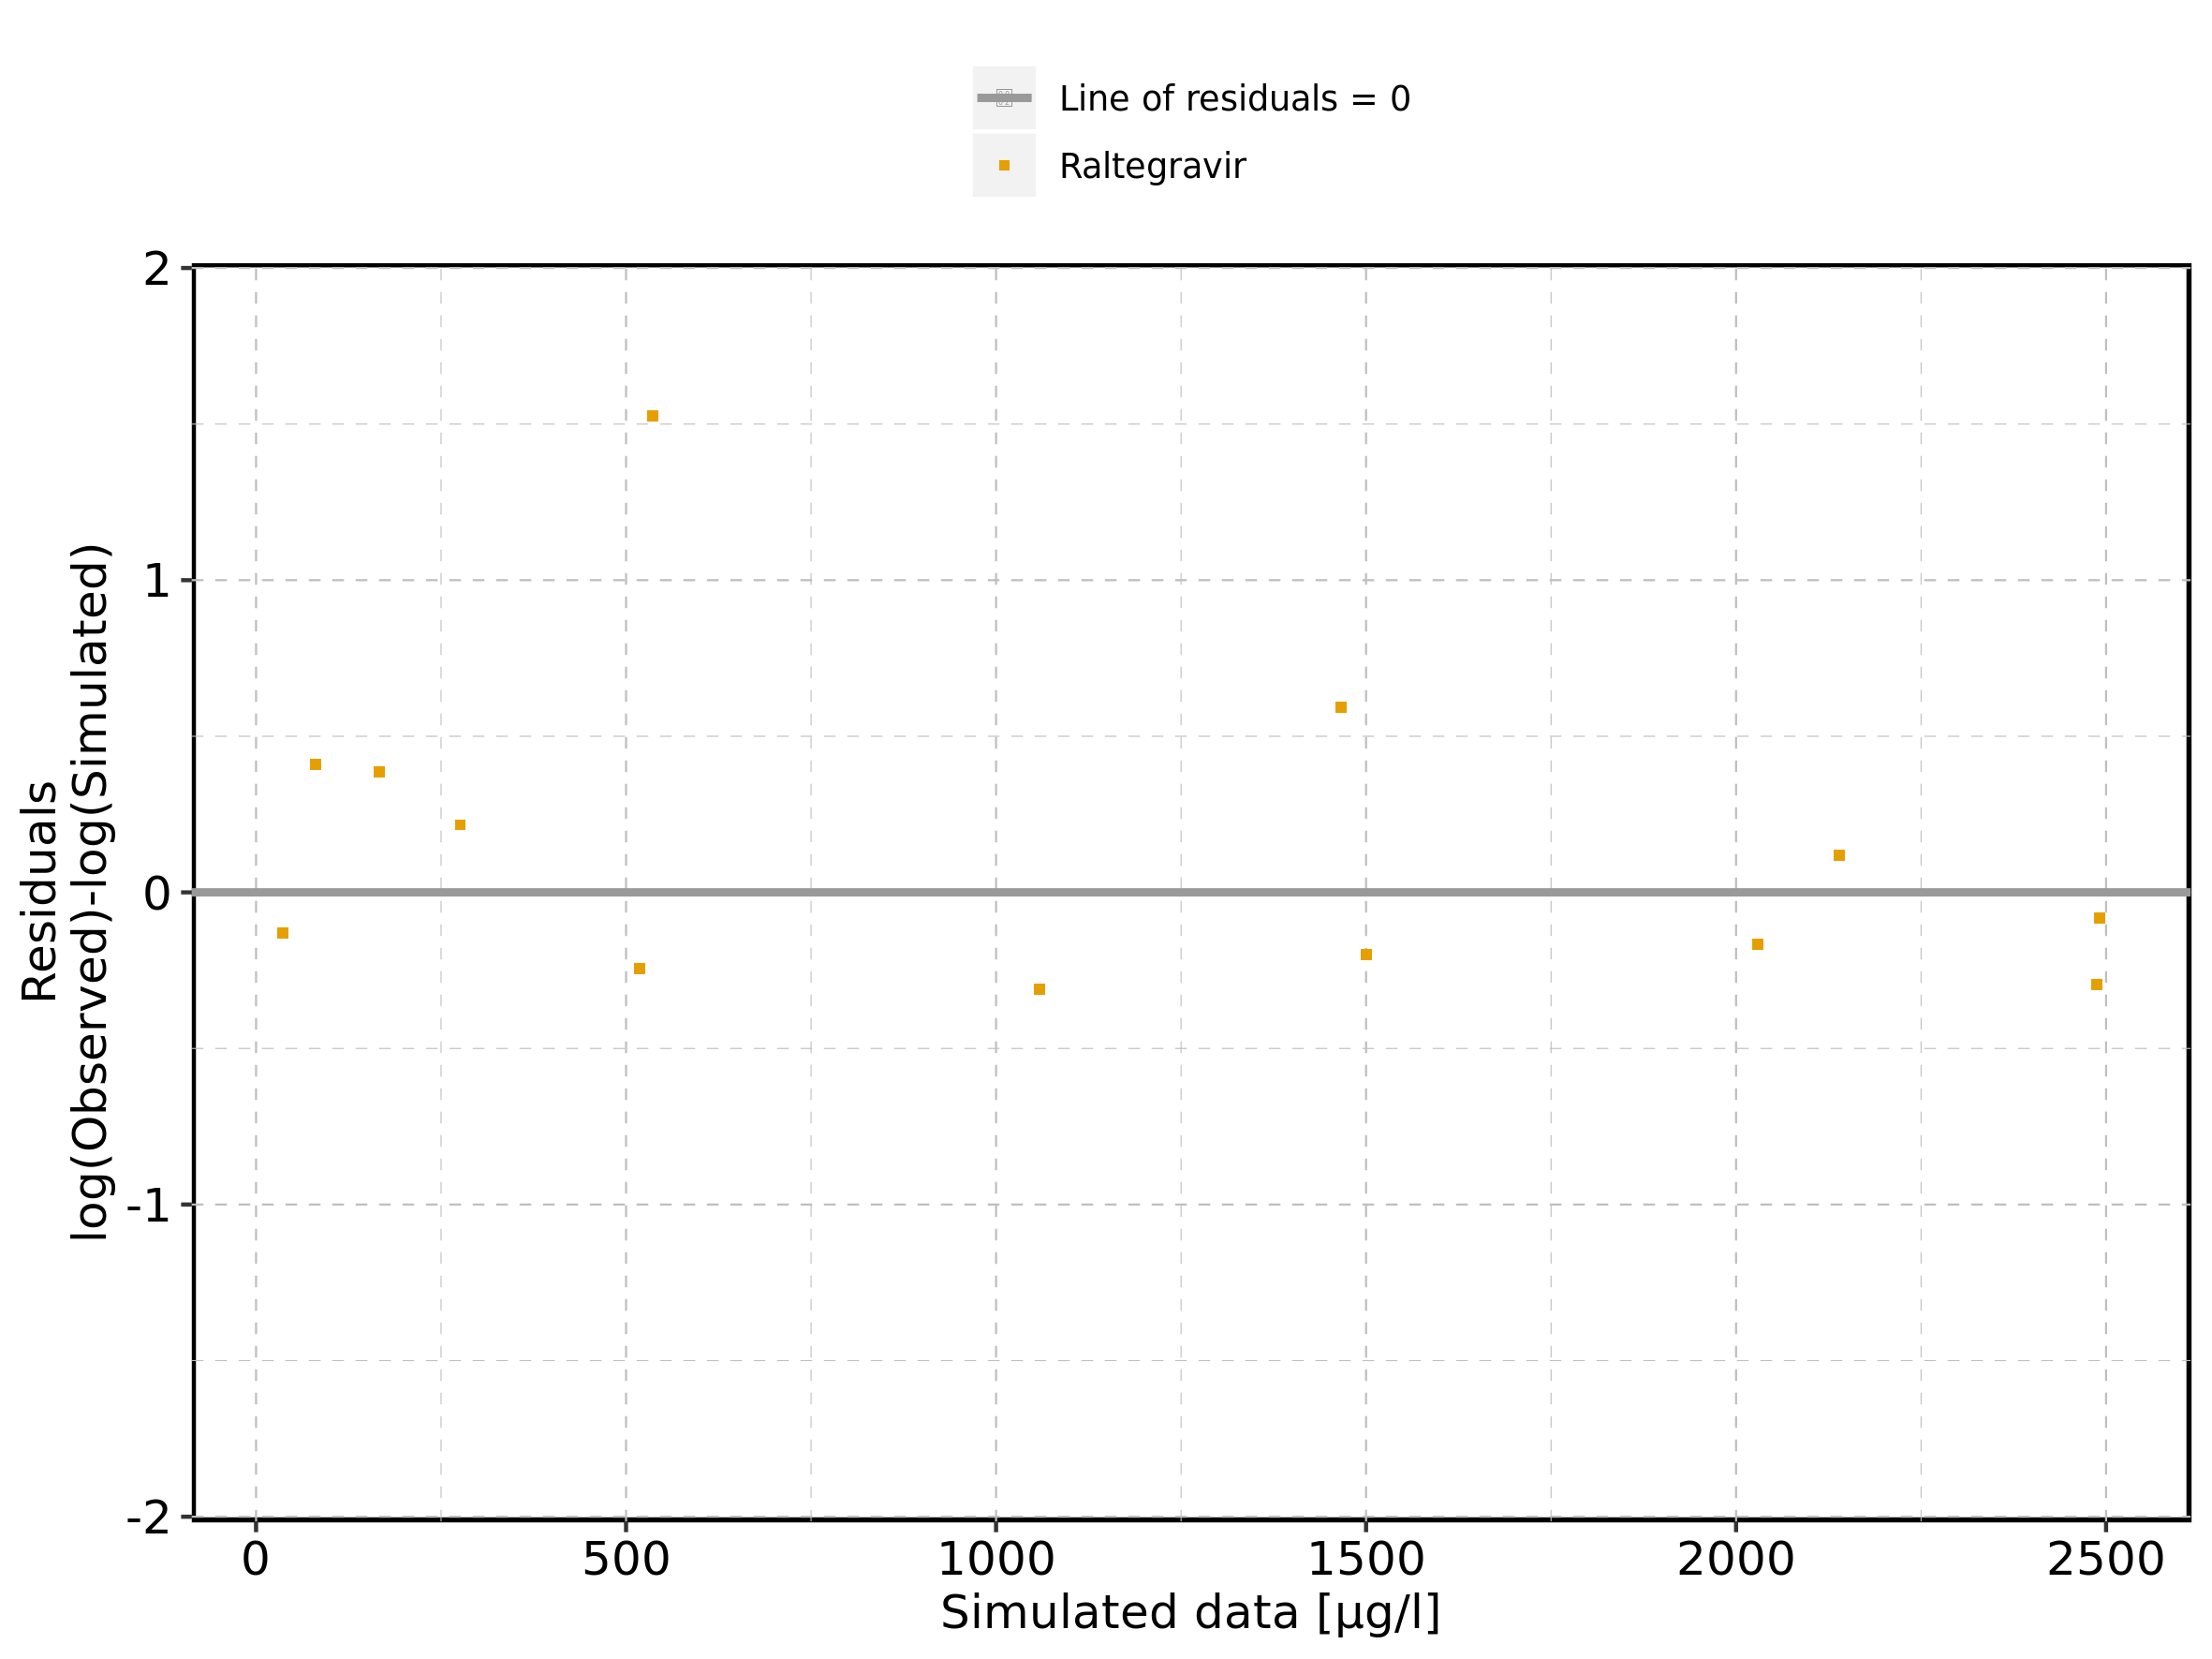 Line of residuals = 0
Raltegravir
Residuals
log(Observed)-log(Simulated)
2
1
0
-1
-2
0 500 1000 1500 2000 2500
Simulated data [µg/l]